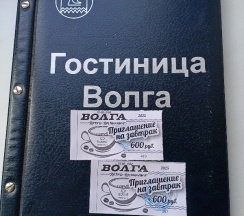 Гостиница
Волга
ВОЛГА
Приглашение
на завтрак
600 руб.
ВОЛГА
Приглашение
на завтрак
600 руб.